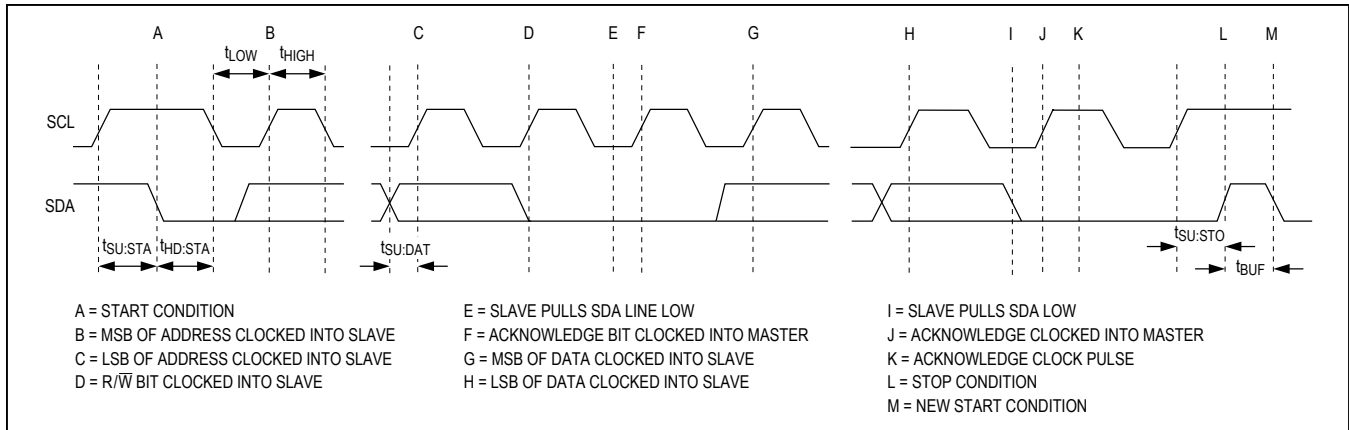 A B C D E F G H I J K L M
tLOW tHIGH
SCL
SDA
tSU:STA tHD:STA tSU:DAT tSU:STO
tBUF
A = START CONDITION
B = MSB OF ADDRESS CLOCKED INTO SLAVE
C = LSB OF ADDRESS CLOCKED INTO SLAVE
D = R/W̅ BIT CLOCKED INTO SLAVE
E = SLAVE PULLS SDA LINE LOW
F = ACKNOWLEDGE BIT CLOCKED INTO MASTER
G = MSB OF DATA CLOCKED INTO SLAVE
H = LSB OF DATA CLOCKED INTO SLAVE
I = SLAVE PULLS SDA LOW
J = ACKNOWLEDGE CLOCKED INTO MASTER
K = ACKNOWLEDGE CLOCK PULSE
L = STOP CONDITION
M = NEW START CONDITION